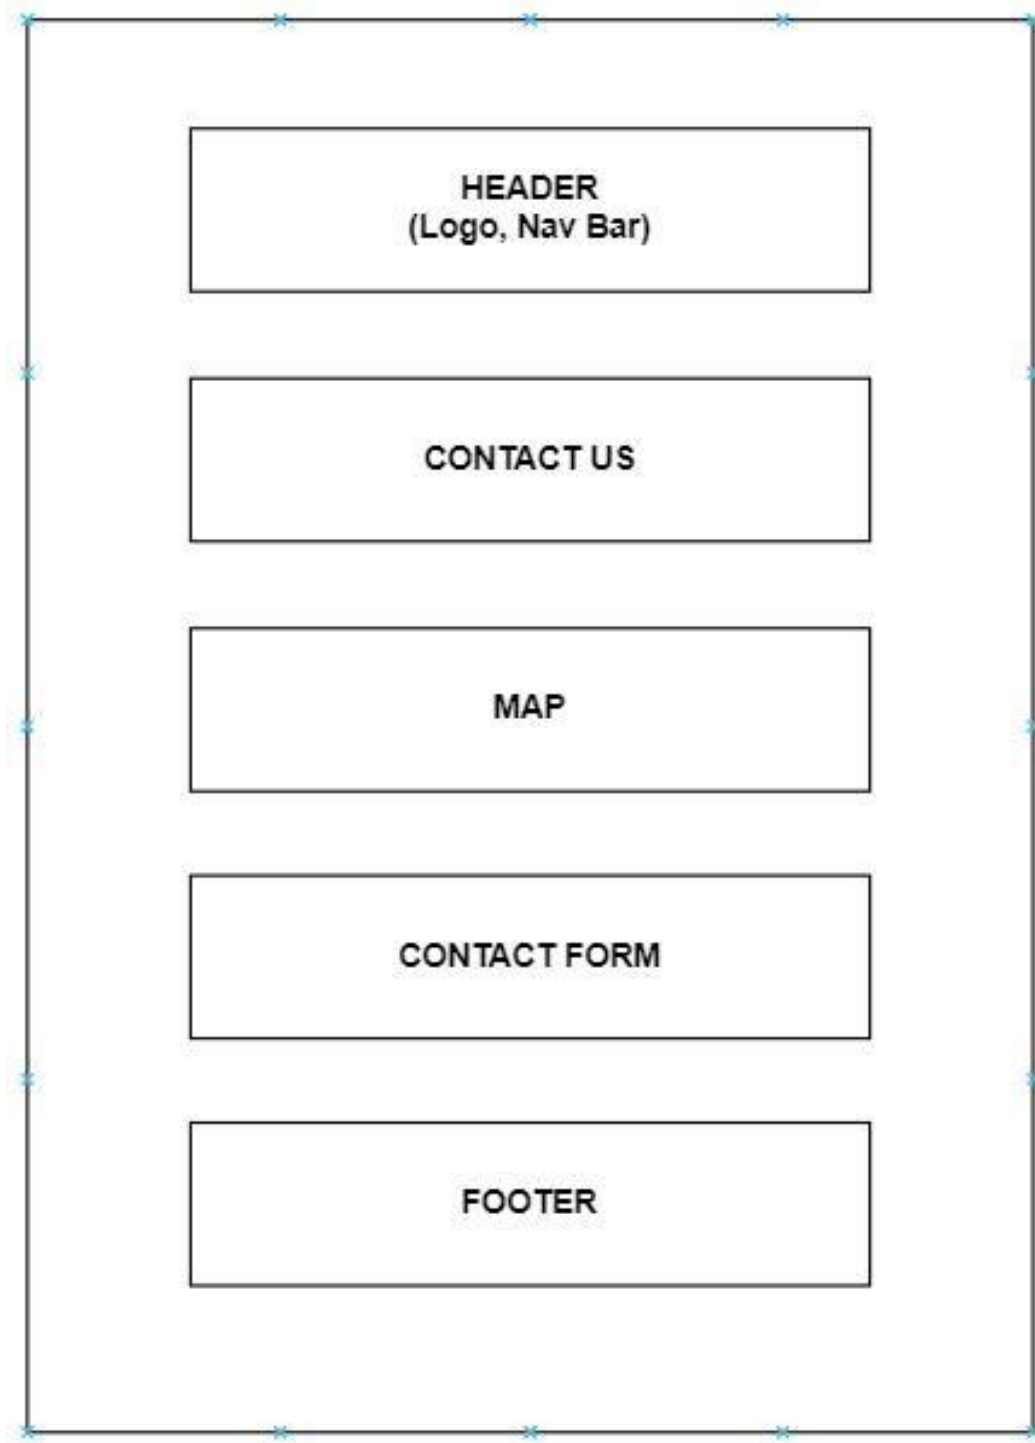 HEADER
(Logo, Nav Bar)
CONTACT US
MAP
CONTACT FORM
FOOTER